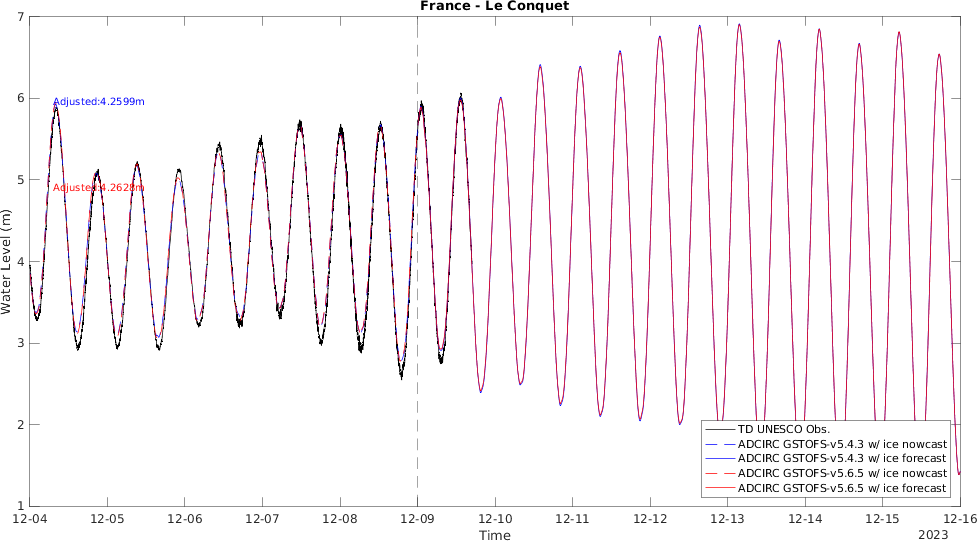 France - Le Conquet
7
6
5
4
3
2
1
Water Level (m)
Adjusted:4.2599m
Adjusted:4.2628m
TD UNESCO Obs.
ADCIRC GSTOFS-v5.4.3 w/ ice nowcast
ADCIRC GSTOFS-v5.4.3 w/ ice forecast
ADCIRC GSTOFS-v5.6.5 w/ ice nowcast
ADCIRC GSTOFS-v5.6.5 w/ ice forecast
12-04 12-05 12-06 12-07 12-08 12-09 12-10 12-11 12-12 12-13 12-14 12-15 12-16
Time
2023